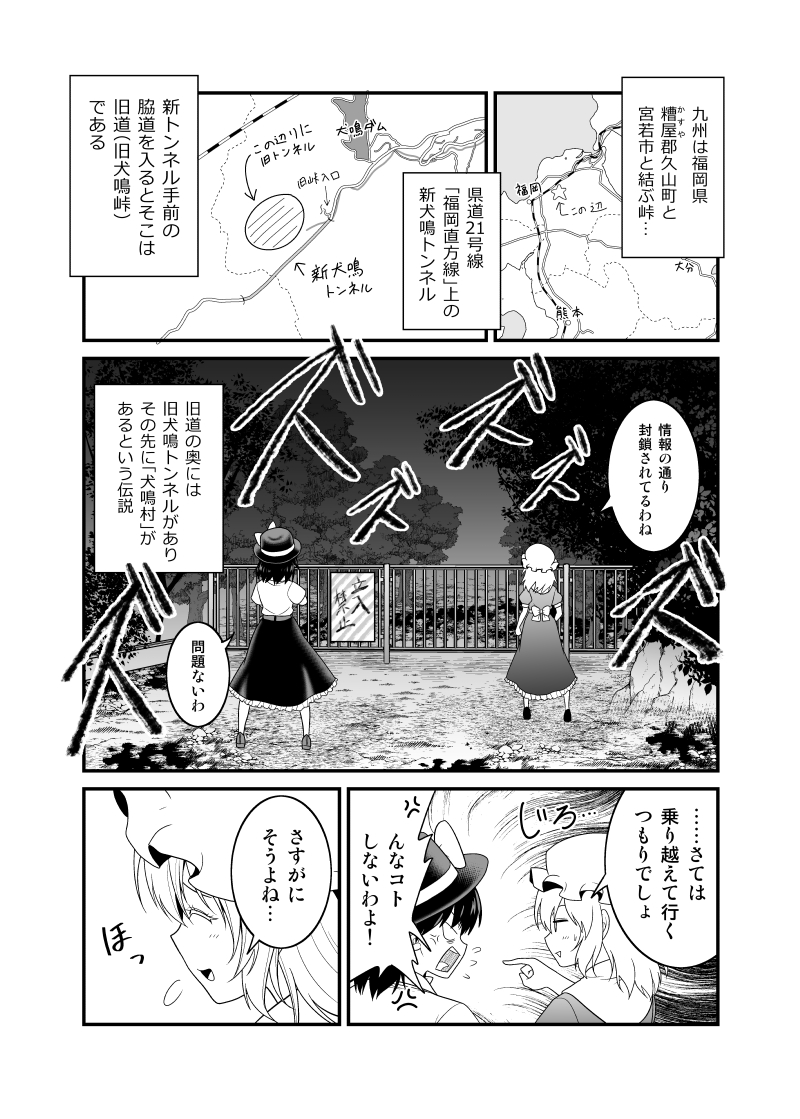 九州は福岡県
糟屋郡久山町と
かすや
宮若市と結ぶ峠…
福岡
この辺
大分
熊本
県道21号線
「福岡直方線」上の
新犬鳴トンネル
犬鳴ダム
この辺りに
旧トンネル
旧峠入口
新犬鳴
トンネル
新トンネル手前の
脇道を入るとそこは
旧道(旧犬鳴峠)
である
情報の通り
封鎖されてるわね
ズ
ズ
ズ
ズ
ズ
ズ
ズ
立入
禁止
旧道の奥には
旧犬鳴トンネルがあり
その先に「犬鳴村」が
あるという伝説
問題ないわ
……さては
乗り越えて行く
つもりでしょ
じろ…
んなコト
しないわよ!
さすがに
そうよね…
ほっ